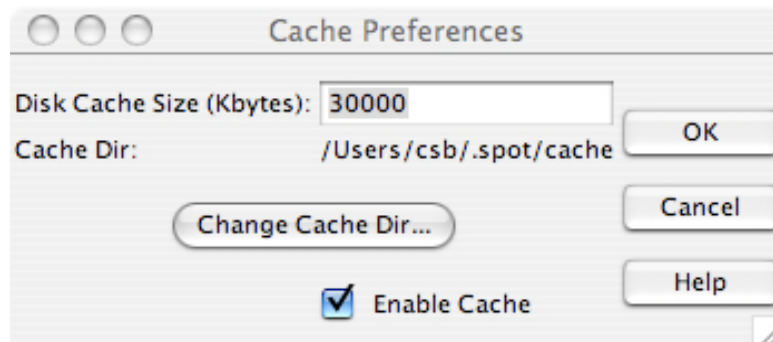 Cache Preferences
Disk Cache Size (Kbytes): 30000
Cache Dir: /Users/csb/.spot/cache
OK
Change Cache Dir...
Cancel
Enable Cache
Help